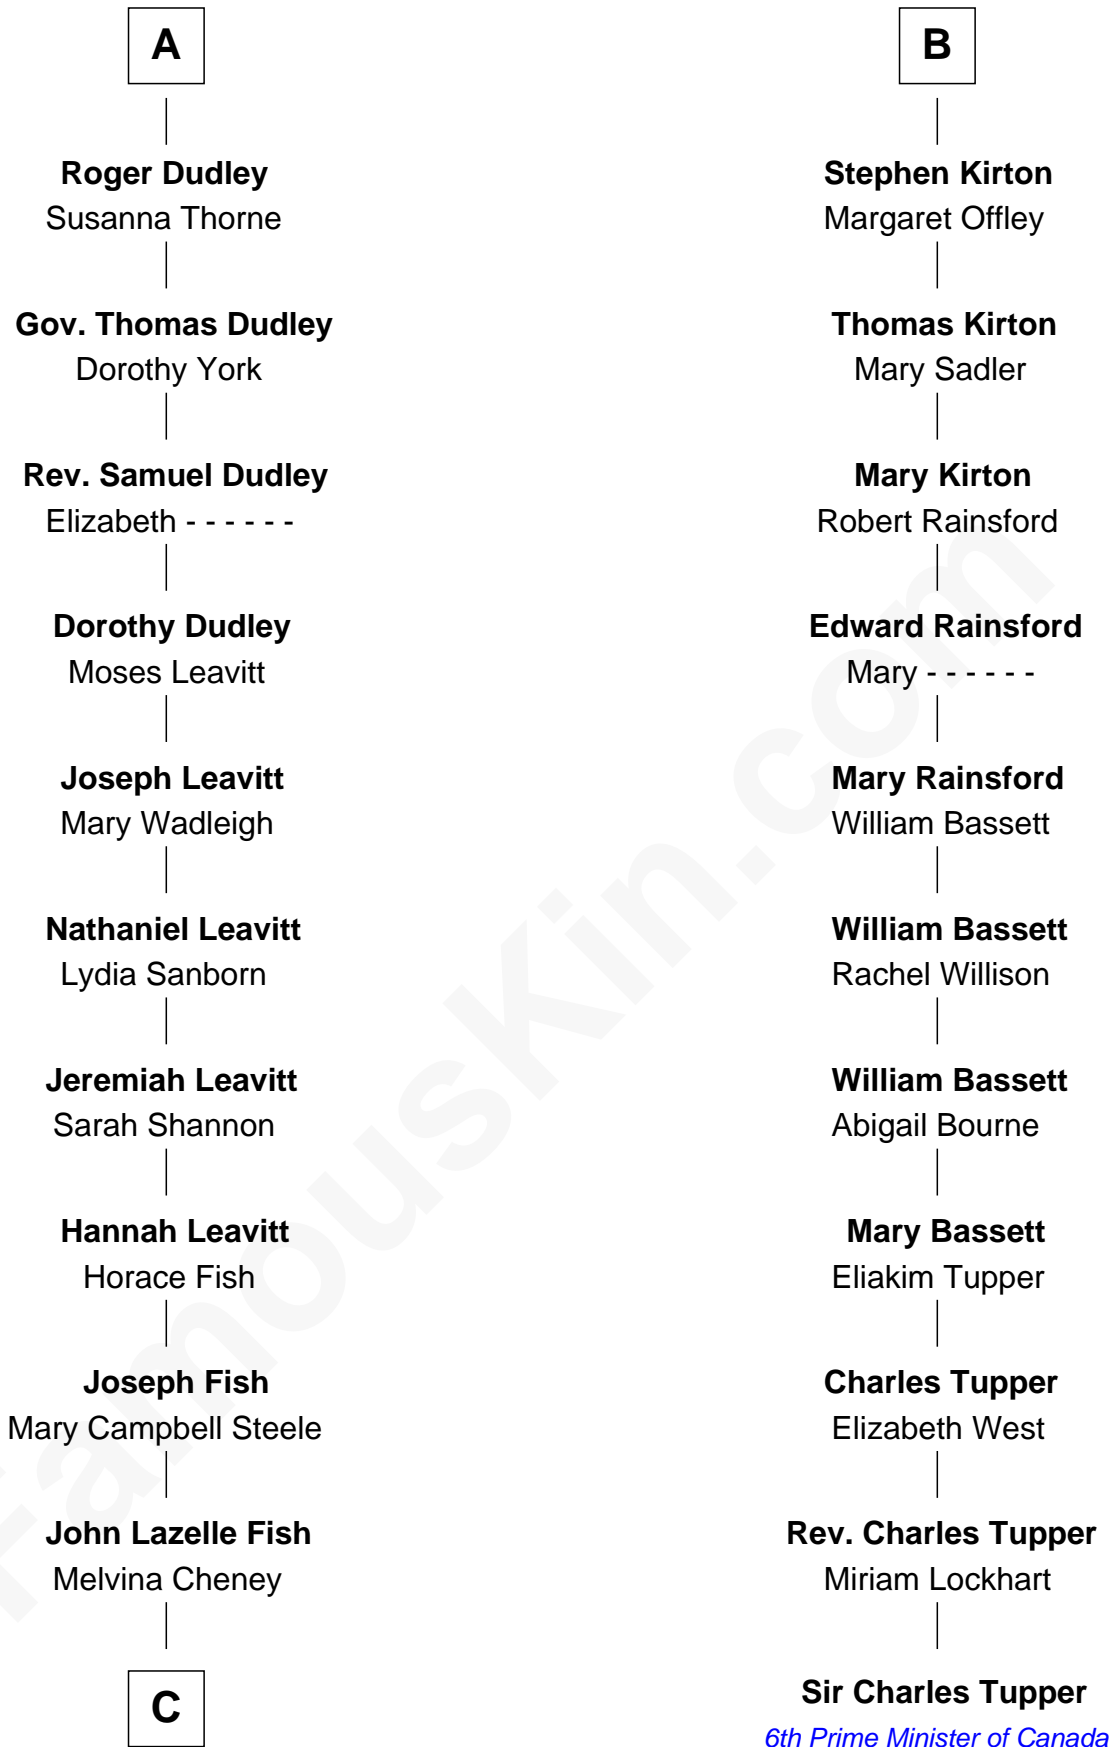 A
Roger Dudley
Susanna Thorne
Gov. Thomas Dudley
Dorothy York
Rev. Samuel Dudley
Elizabeth - - - - - -
Dorothy Dudley
Moses Leavitt
Joseph Leavitt
Mary Wadleigh
Nathaniel Leavitt
Lydia Sanborn
Jeremiah Leavitt
Sarah Shannon
Hannah Leavitt
Horace Fish
Joseph Fish
Mary Campbell Steele
John Lazelle Fish
Melvina Cheney
C
B
Stephen Kirton
Margaret Offley
Thomas Kirton
Mary Sadler
Mary Kirton
Robert Rainsford
Edward Rainsford
Mary - - - - - -
Mary Rainsford
William Bassett
William Bassett
Rachel Willison
William Bassett
Abigail Bourne
Mary Bassett
Eliakim Tupper
Charles Tupper
Elizabeth West
Rev. Charles Tupper
Miriam Lockhart
Sir Charles Tupper
6th Prime Minister of Canada
FamousKin.com